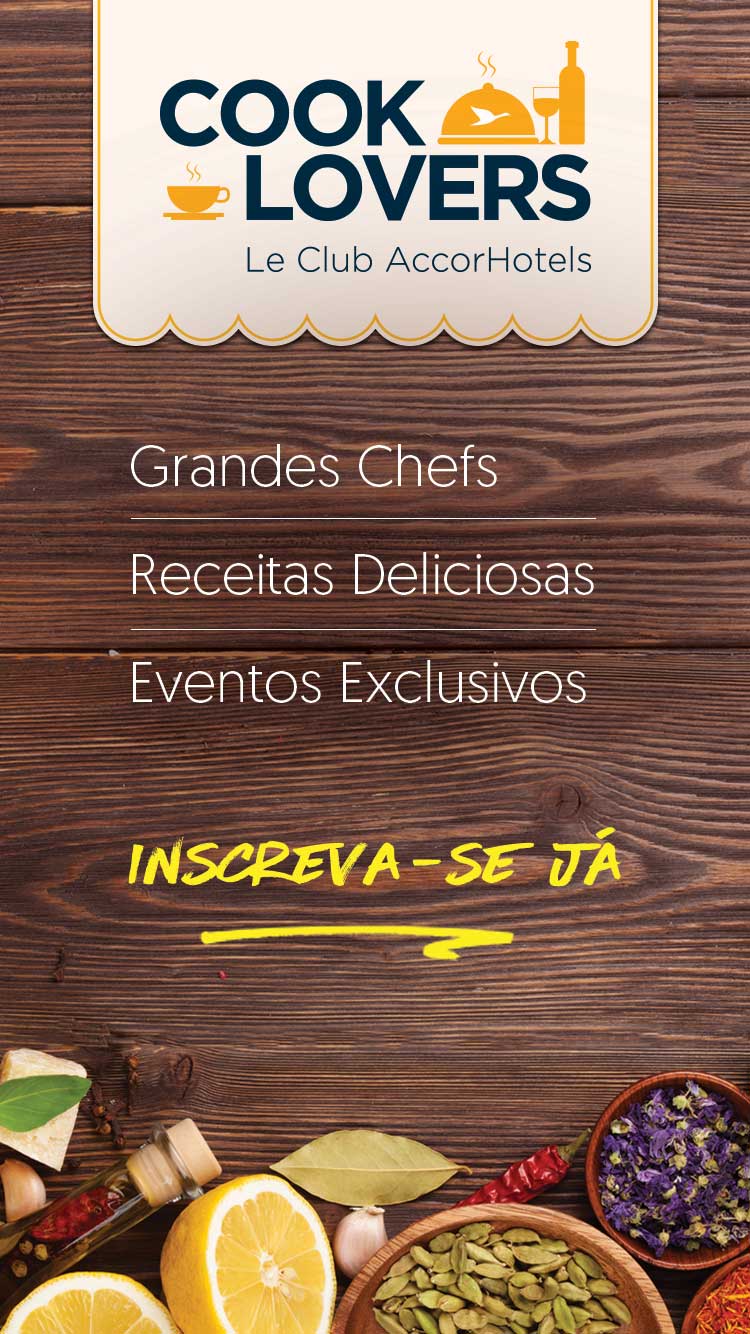 COOK
LOVERS
Le Club AccorHotels
Grandes Chefs
Receitas Deliciosas
Eventos Exclusivos
INSCREVA-SE JÁ